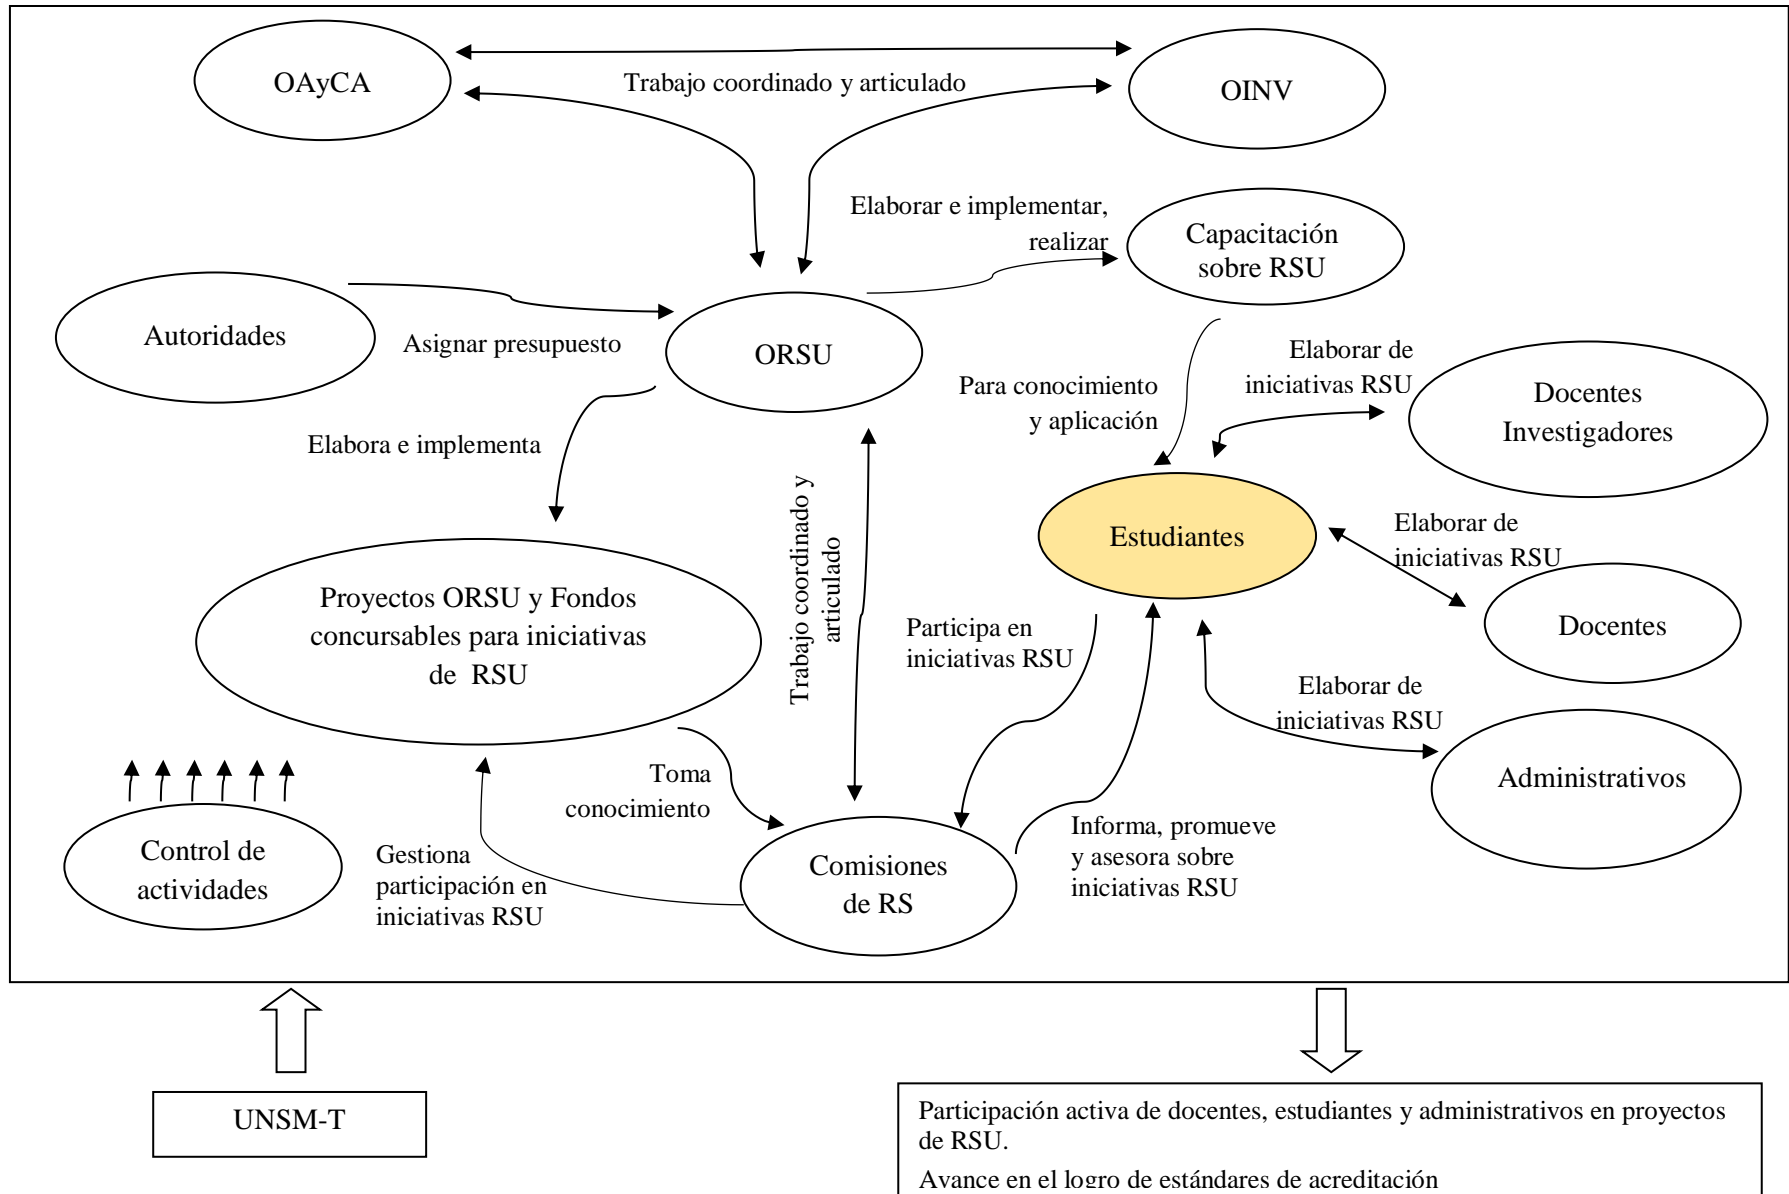 OAyCA
Trabajo coordinado y articulado
OINV
Elaborar e implementar,
realizar
Capacitación
sobre RSU
Autoridades
Asignar presupuesto
ORSU
Elaborar de
iniciativas RSU
Docentes
Investigadores
Para conocimiento
y aplicación
Elabora e implementa
Trabajo coordinado y
articulado
Estudiantes
Elaborar de
iniciativas RSU
Docentes
Proyectos ORSU y Fondos
concursables para iniciativas
de RSU
Participa en
iniciativas RSU
Elaborar de
iniciativas RSU
Administrativos
Toma
conocimiento
Control de
actividades
Gestiona
participación en
iniciativas RSU
Comisiones
de RS
Informa, promueve
y asesora sobre
iniciativas RSU
UNSM-T
Participación activa de docentes, estudiantes y administrativos en proyectos
de RSU.
Avance en el logro de estándares de acreditación